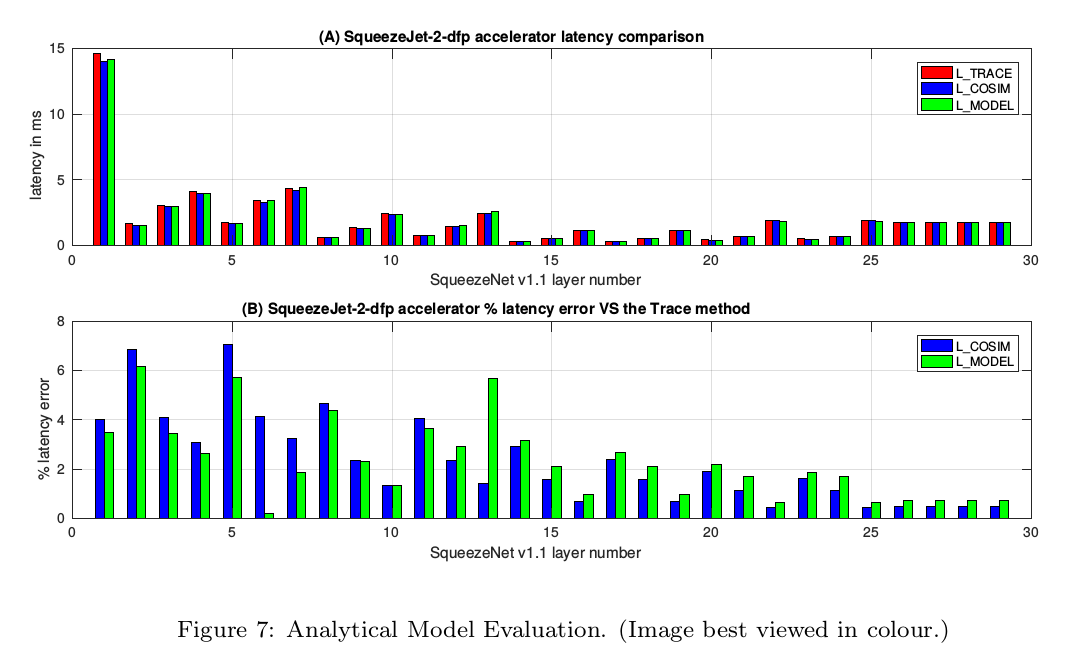 (A) SqueezeJet-2-dfp accelerator latency comparison
15
10
5
0
latency in ms
L_TRACE
L_COSIM
L_MODEL
0 5 10 15 20 25 30
SqueezeNet v1.1 layer number
(B) SqueezeJet-2-dfp accelerator % latency error VS the Trace method
8
6
4
2
0
% latency error
L_COSIM
L_MODEL
0 5 10 15 20 25 30
SqueezeNet v1.1 layer number
Figure 7: Analytical Model Evaluation. (Image best viewed in colour.)